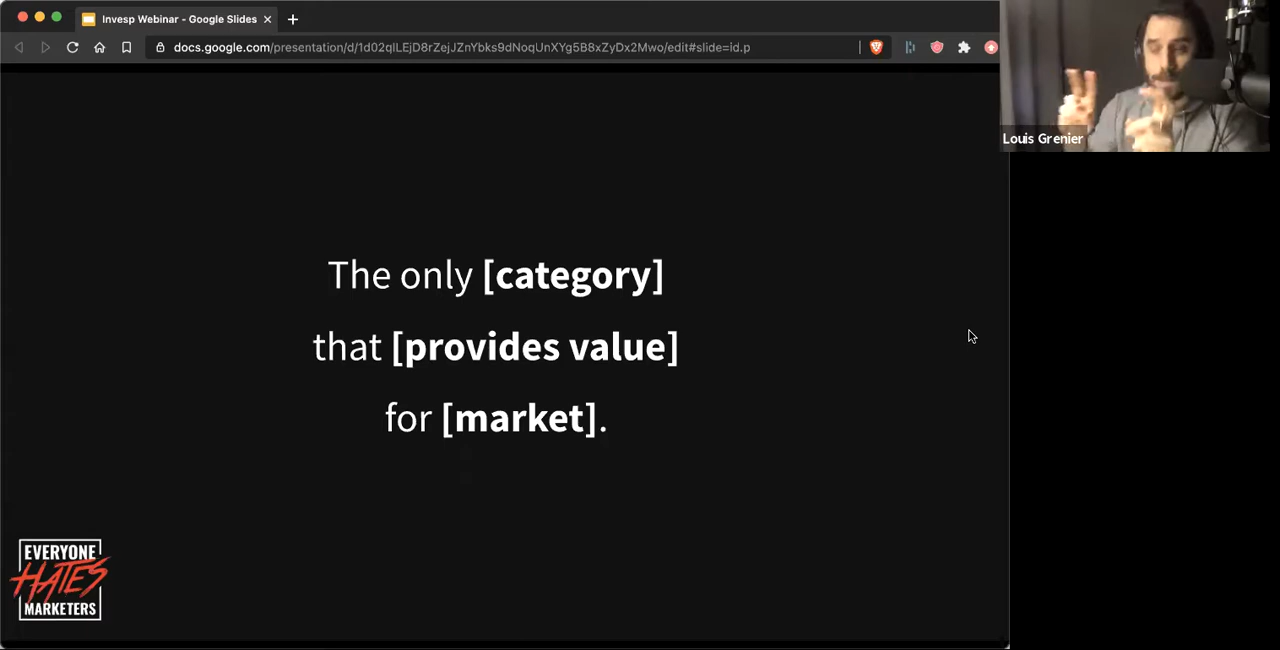 Invesp Webinar - Google Slides
docs.google.com/presentation/d/1d02qlLEjD8rZejJZnYbks9dNoqUnXYg5B8xZyDx2Mwo/edit#slide=id.p
Louis Grenier
The only [category]
that [provides value]
for [market].
EVERYONE
HATES
MARKETERS